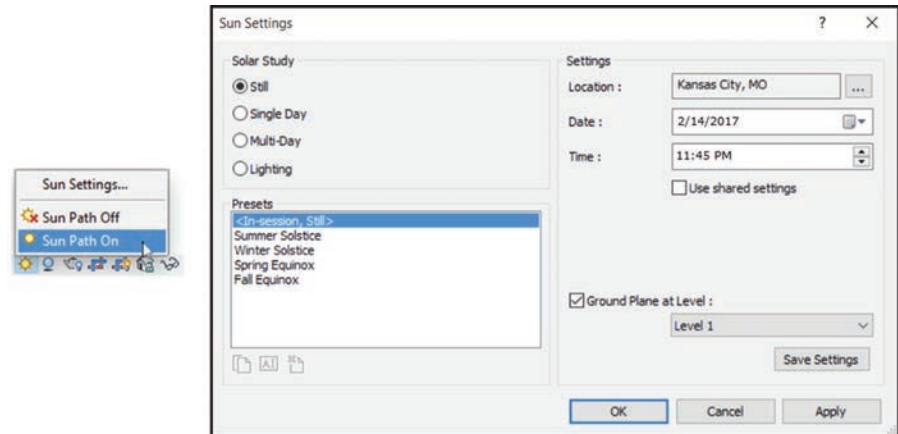 Sun Settings...
Sun Path Off
Sun Path On
Sun Settings
? X
Solar Study
Still
Single Day
Multi-Day
Lighting
Presets
<In-session, Still>
Summer Solstice
Winter Solstice
Spring Equinox
Fall Equinox
AI
Settings
Location : Kansas City, MO ...
Date : 2/14/2017
Time : 11:45 PM
Use shared settings
Ground Plane at Level :
Level 1
Save Settings
OK Cancel Apply